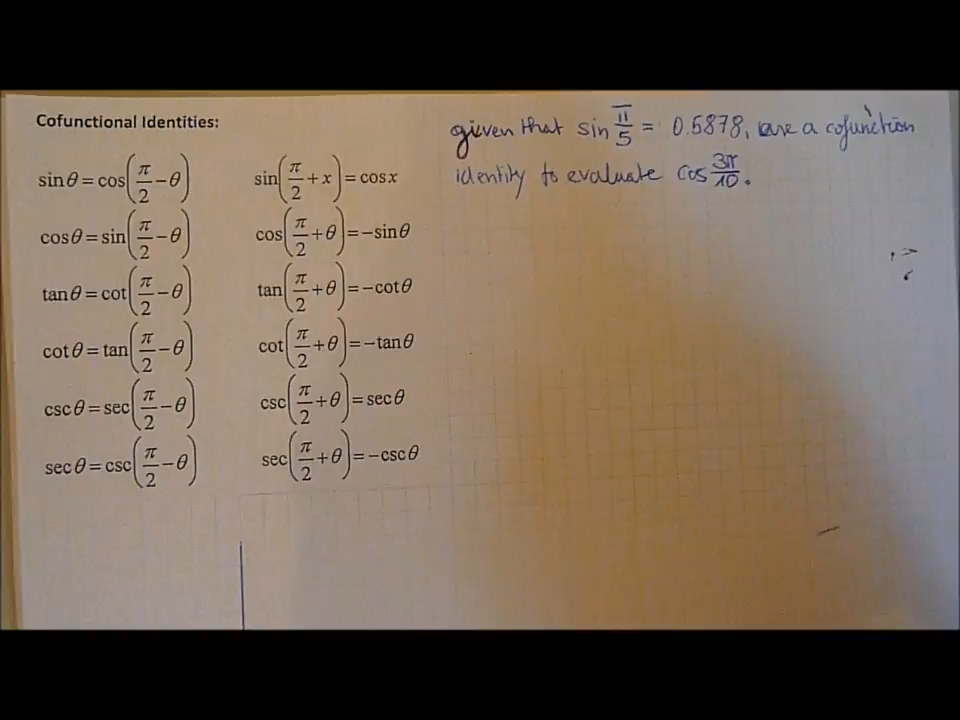 Cofunctional Identities:
sinθ = cos(π/2 − θ)
cosθ = sin(π/2 − θ)
tanθ = cot(π/2 − θ)
cotθ = tan(π/2 − θ)
cscθ = sec(π/2 − θ)
secθ = csc(π/2 − θ)
sin(π/2 + x) = cosx
cos(π/2 + θ) = −sinθ
tan(π/2 + θ) = −cotθ
cot(π/2 + θ) = −tanθ
csc(π/2 + θ) = secθ
sec(π/2 + θ) = −cscθ
given that sin π/5 = 0.5878, use a cofunction
identity to evaluate cos 3π/10.